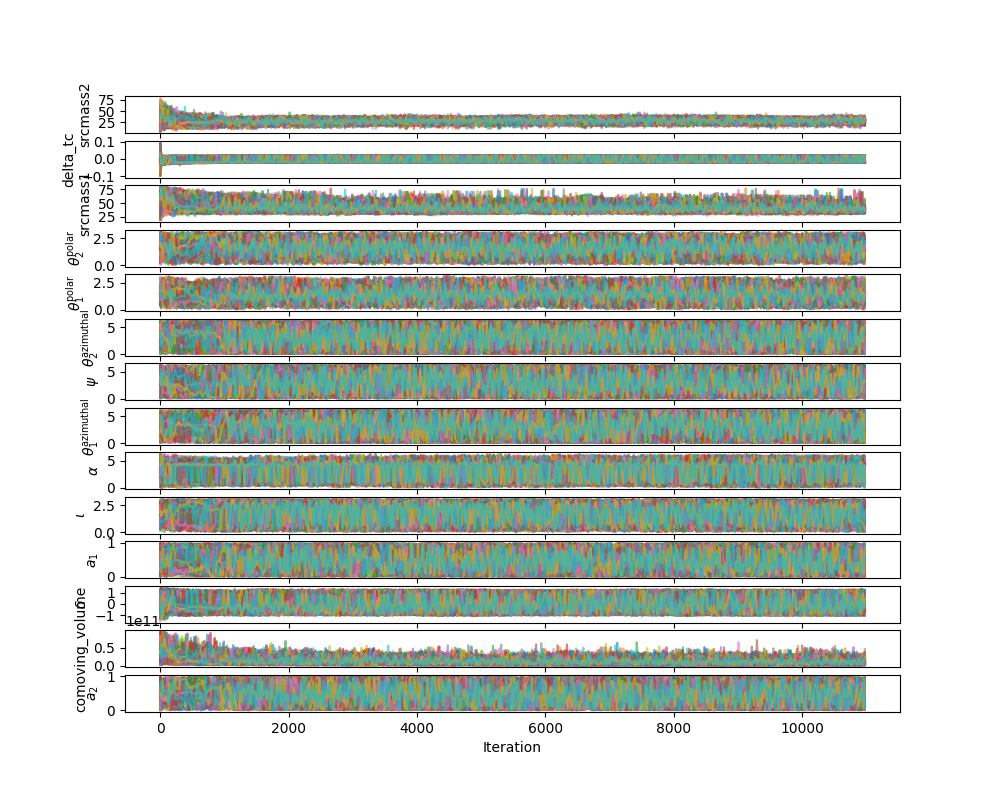 srcmass2
75
50
25
delta_tc
0.1
0.0
−0.1
srcmass1
75
50
25
θ₂^polar
2.5
0.0
θ₁^polar
2.5
0.0
θ₂^azimuthal
5
0
ψ
5
0
θ₁^azimuthal
5
0
α
5
0
ι
2.5
0.0
a₁
1
0
1
0
−1
1e11
comoving_volume
0.5
0.0
a₂
1
0
0 2000 4000 6000 8000 10000
Iteration